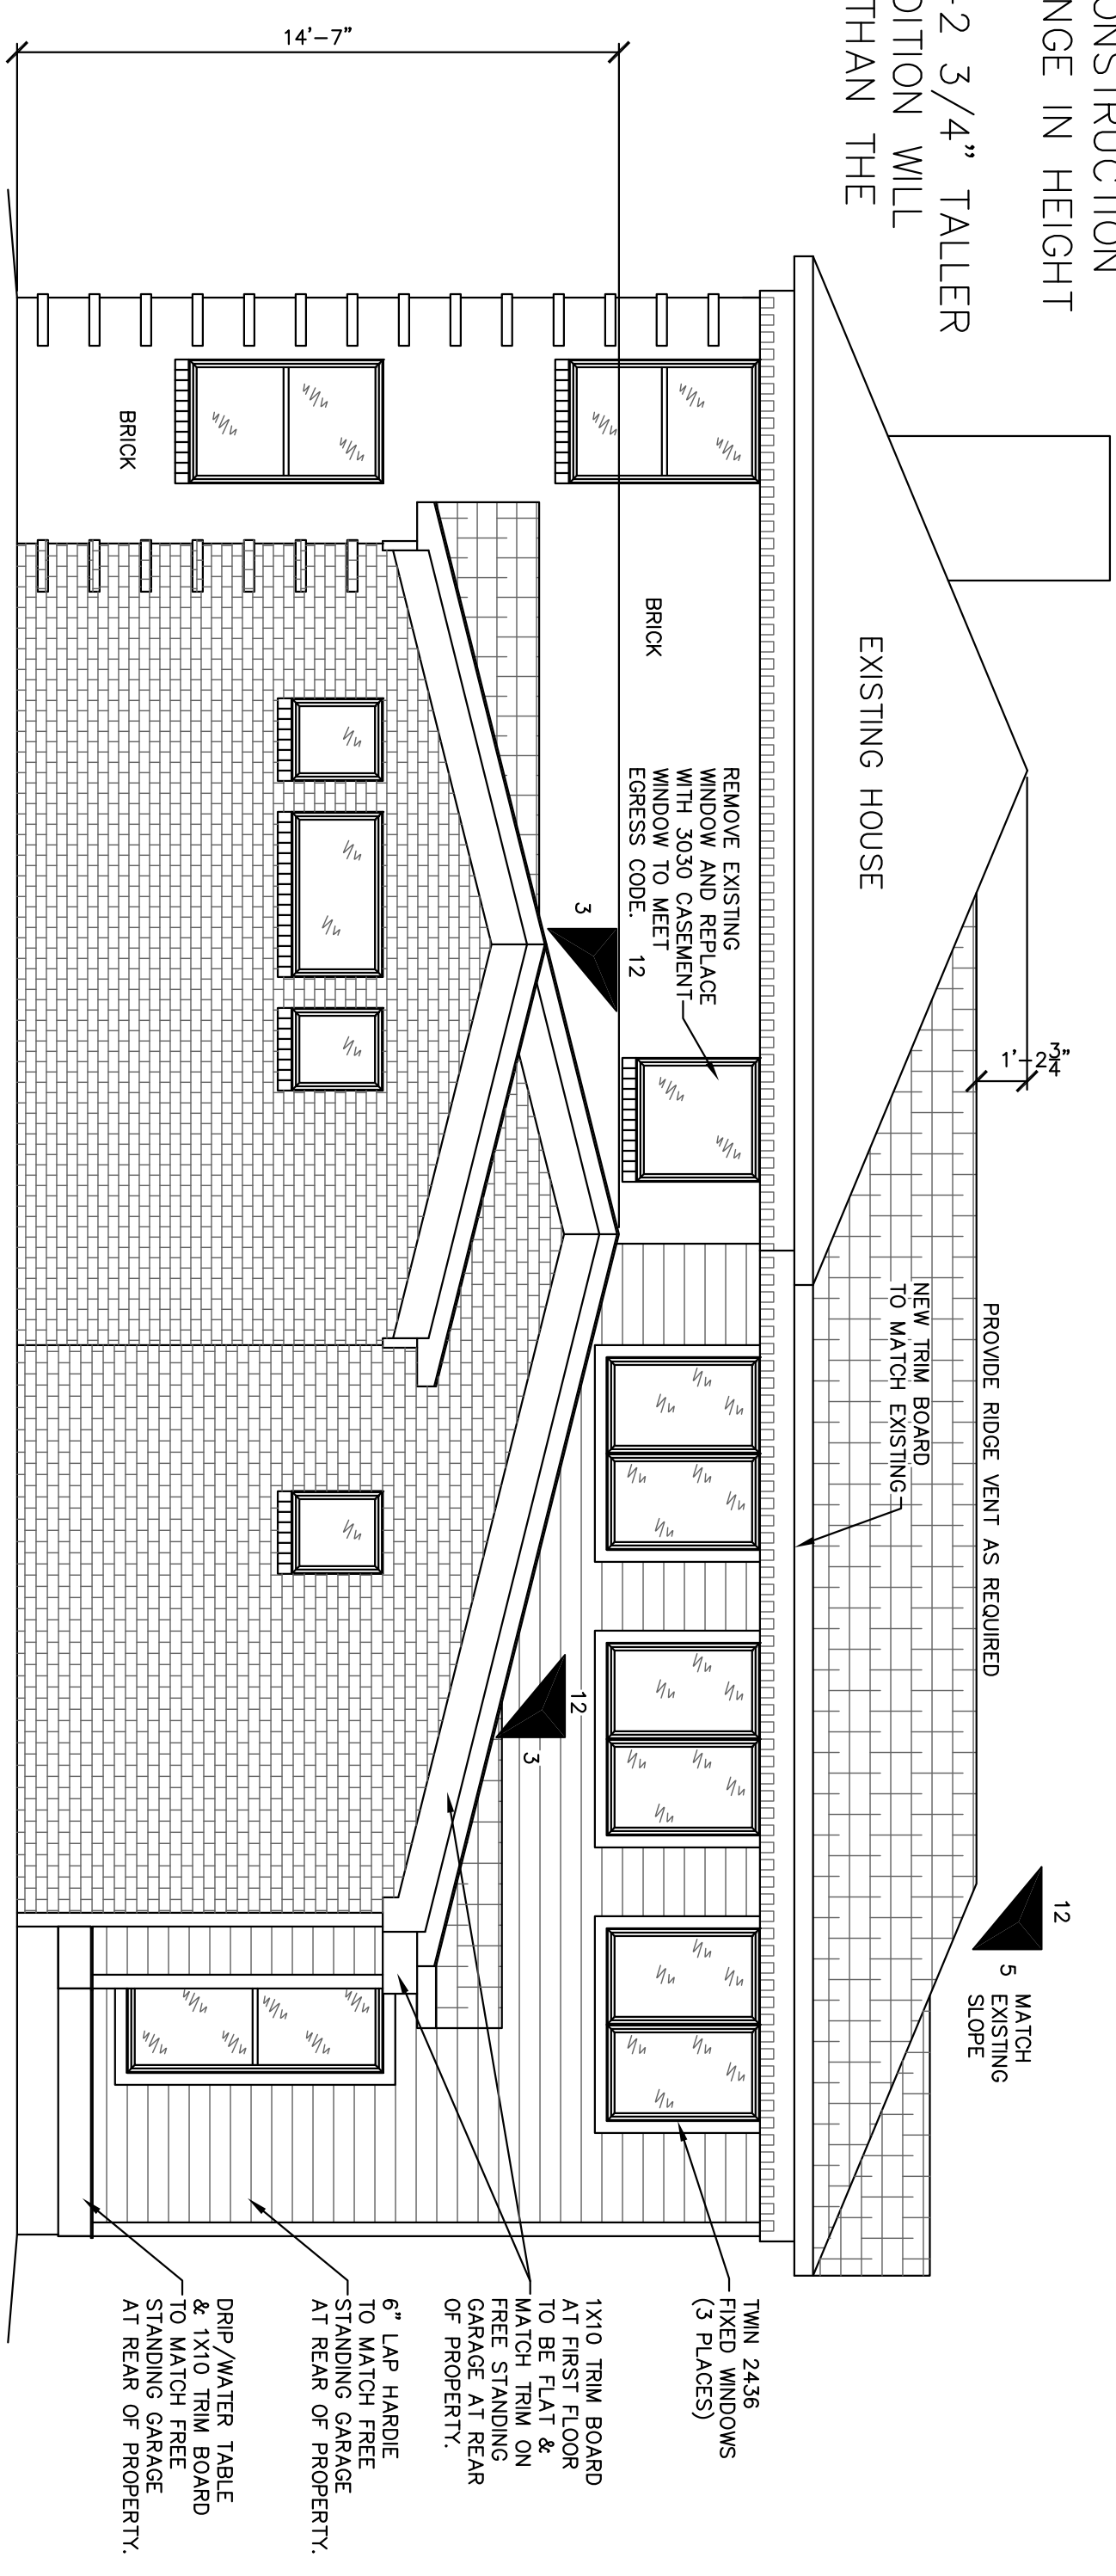 ONSTRUCTION
NGE IN HEIGHT
-2 3/4" TALLER
DITION WILL
THAN THE
14'-7"
1'-2 3/4"
EXISTING HOUSE
PROVIDE RIDGE VENT AS REQUIRED
NEW TRIM BOARD
TO MATCH EXISTING
12
5
MATCH
EXISTING
SLOPE
BRICK
BRICK
REMOVE EXISTING
WINDOW AND REPLACE
WITH 3030 CASEMENT
WINDOW TO MEET
EGRESS CODE.
12
3
12
3
TWIN 2436
FIXED WINDOWS
(3 PLACES)
1X10 TRIM BOARD
AT FIRST FLOOR
TO BE FLAT &
MATCH TRIM ON
FREE STANDING
GARAGE AT REAR
OF PROPERTY.
6" LAP HARDIE
TO MATCH FREE
STANDING GARAGE
AT REAR OF PROPERTY.
DRIP/WATER TABLE
& 1X10 TRIM BOARD
TO MATCH FREE
STANDING GARAGE
AT REAR OF PROPERTY.